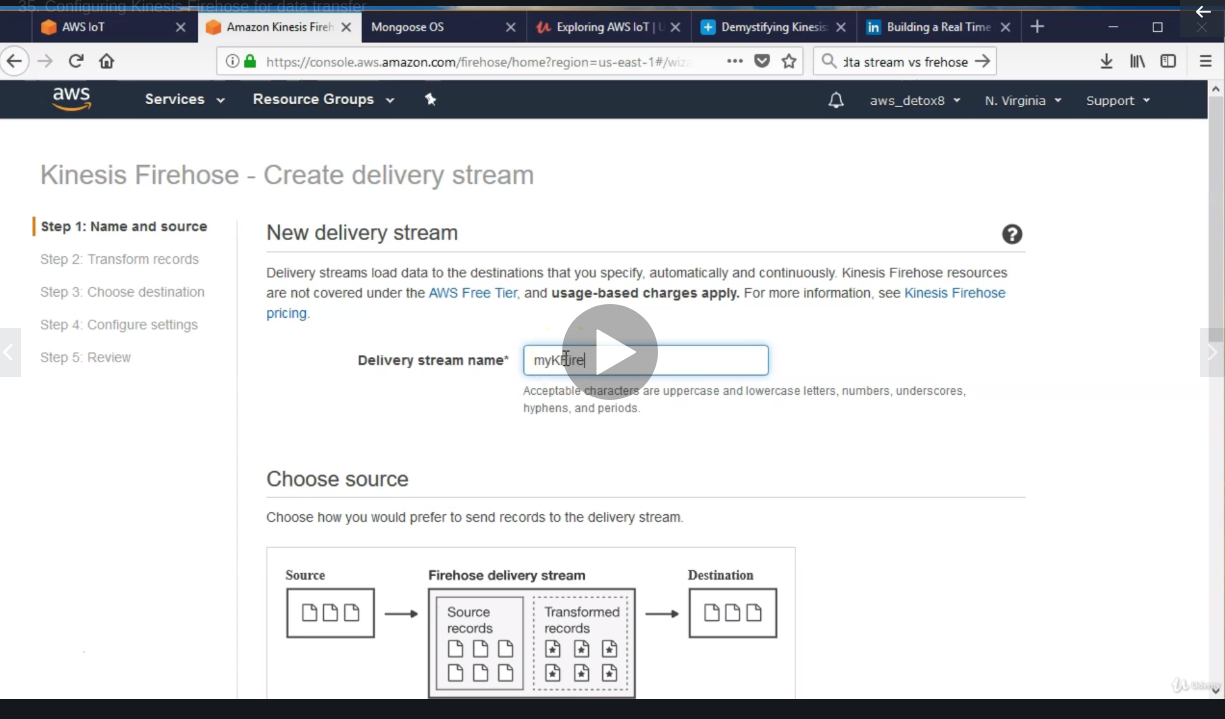 35. Configuring Kinesis Firehose for data transfer
AWS IoT
Amazon Kinesis Fireh
Mongoose OS
Exploring AWS IoT | U
Demystifying Kinesis
Building a Real Time
https://console.aws.amazon.com/firehose/home?region=us-east-1#/wiz
dta stream vs frehose
aws
Services
Resource Groups
aws_detox8
N. Virginia
Support
Kinesis Firehose - Create delivery stream
Step 1: Name and source
Step 2: Transform records
Step 3: Choose destination
Step 4: Configure settings
Step 5: Review
New delivery stream
Delivery streams load data to the destinations that you specify, automatically and continuously. Kinesis Firehose resources
are not covered under the AWS Free Tier, and usage-based charges apply. For more information, see Kinesis Firehose
pricing.
Delivery stream name*
myKFire
Acceptable characters are uppercase and lowercase letters, numbers, underscores,
hyphens, and periods.
Choose source
Choose how you would prefer to send records to the delivery stream.
Source
Firehose delivery stream
Destination
Source
records
Transformed
records
Udemy